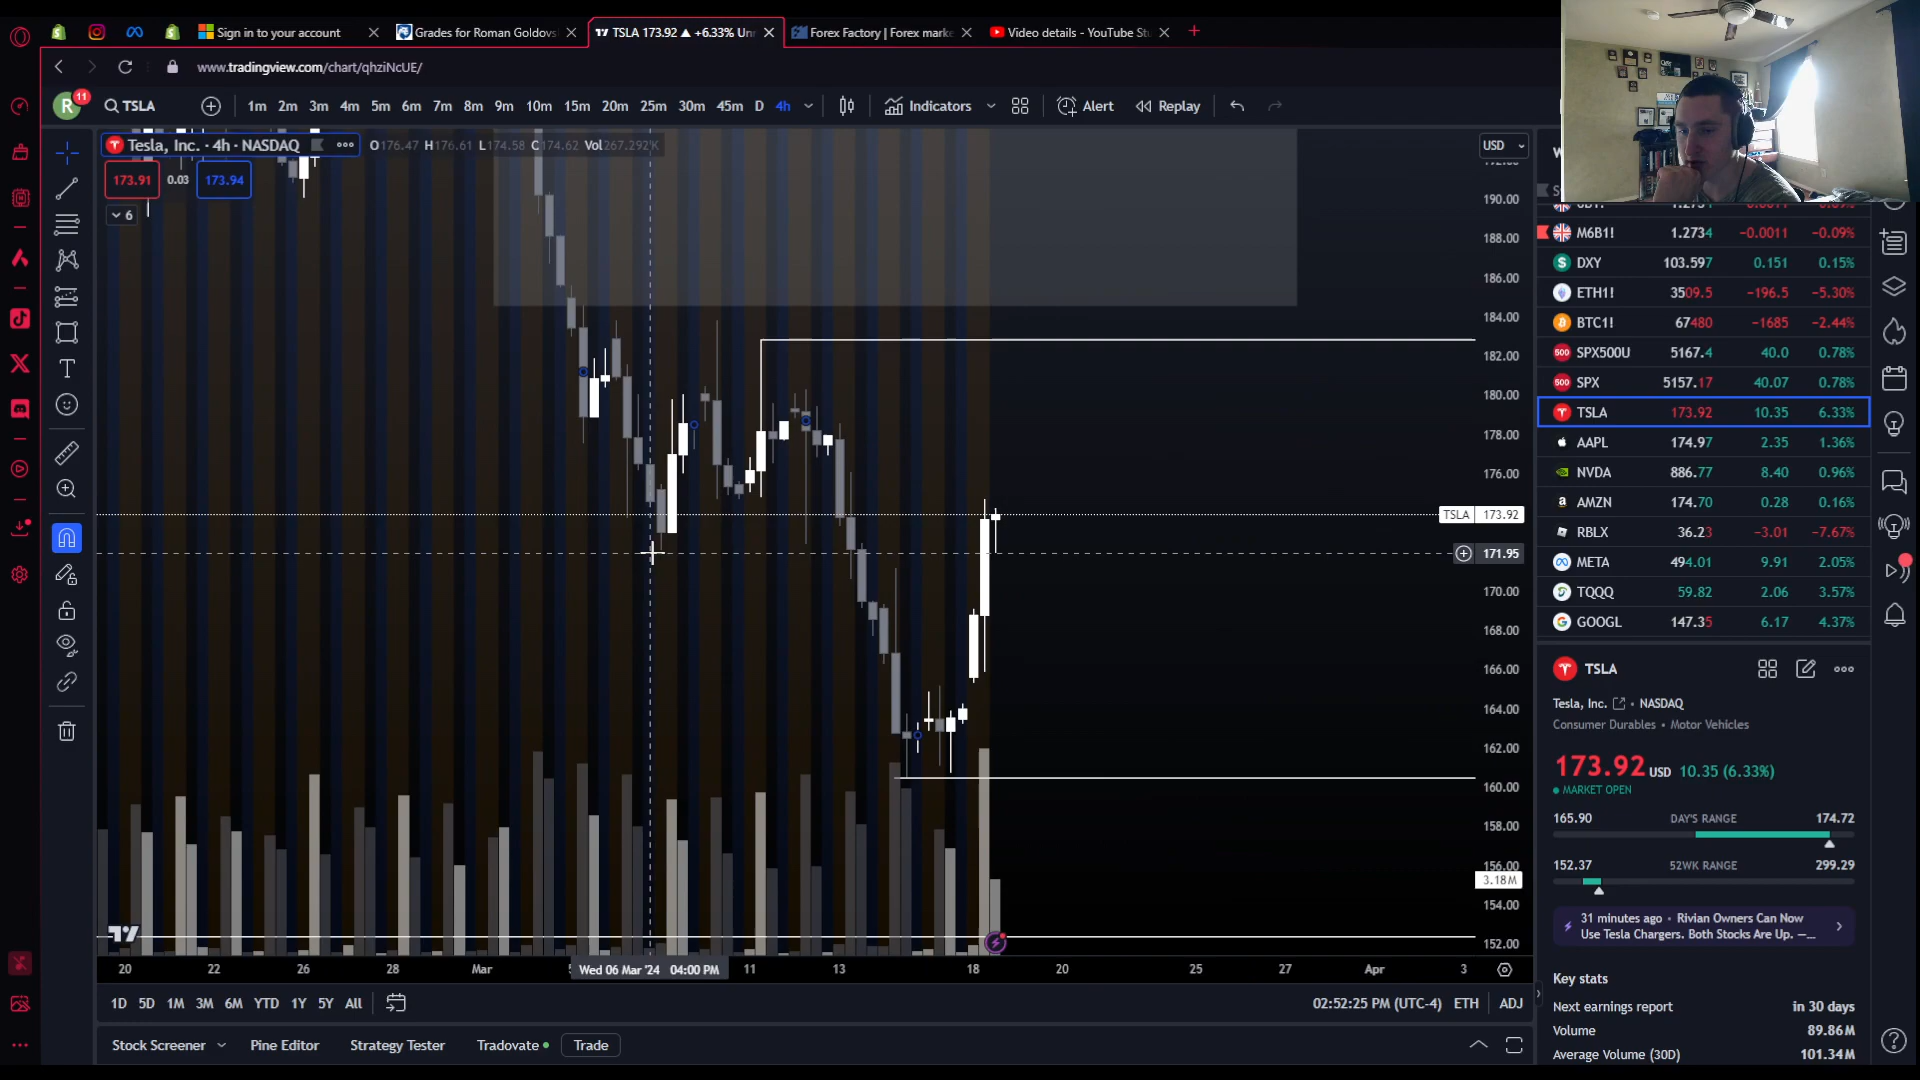 Sign in to your account
Grades for Roman Goldovs
TSLA 173.92 ▲ +6.33% Un
Forex Factory | Forex marke
Video details - YouTube St
www.tradingview.com/chart/qhziNcUE/
R
11
TSLA
1m 2m 3m 4m 5m 6m 7m 8m 9m 10m 15m 20m 25m 30m 45m D 4h
Indicators
Alert
Replay
Tesla, Inc. · 4h · NASDAQ
O176.47 H176.61 L174.58 C174.62 Vol267.292K
USD
173.91
0.03
173.94
6
190.00
188.00
186.00
184.00
182.00
180.00
178.00
176.00
TSLA 173.92
171.95
170.00
168.00
166.00
164.00
162.00
160.00
158.00
156.00
3.18M
154.00
152.00
20 22 26 28 Mar
Wed 06 Mar '24 04:00 PM
11 13 18 20 25 27 Apr 3
1D 5D 1M 3M 6M YTD 1Y 5Y All
02:52:25 PM (UTC-4) ETH ADJ
Stock Screener
Pine Editor
Strategy Tester
Tradovate
Trade
M6B1! 1.2734 −0.0011 −0.09%
DXY 103.597 0.151 0.15%
ETH1! 3509.5 −196.5 −5.30%
BTC1! 67480 −1685 −2.44%
SPX500U 5167.4 40.0 0.78%
SPX 5157.17 40.07 0.78%
TSLA 173.92 10.35 6.33%
AAPL 174.97 2.35 1.36%
NVDA 886.77 8.40 0.96%
AMZN 174.70 0.28 0.16%
RBLX 36.23 −3.01 −7.67%
META 494.01 9.91 2.05%
TQQQ 59.82 2.06 3.57%
GOOGL 147.35 6.17 4.37%
TSLA
Tesla, Inc. • NASDAQ
Consumer Durables • Motor Vehicles
173.92 USD 10.35 (6.33%)
MARKET OPEN
165.90 DAY'S RANGE 174.72
152.37 52WK RANGE 299.29
31 minutes ago • Rivian Owners Can Now
Use Tesla Chargers. Both Stocks Are Up. —...
Key stats
Next earnings report in 30 days
Volume 89.86M
Average Volume (30D) 101.34M